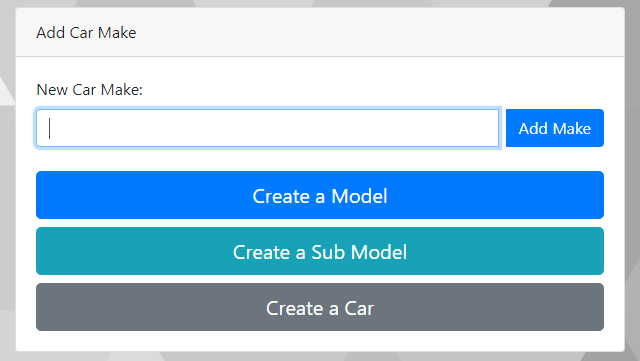 Add Car Make
New Car Make:
Add Make
Create a Model
Create a Sub Model
Create a Car